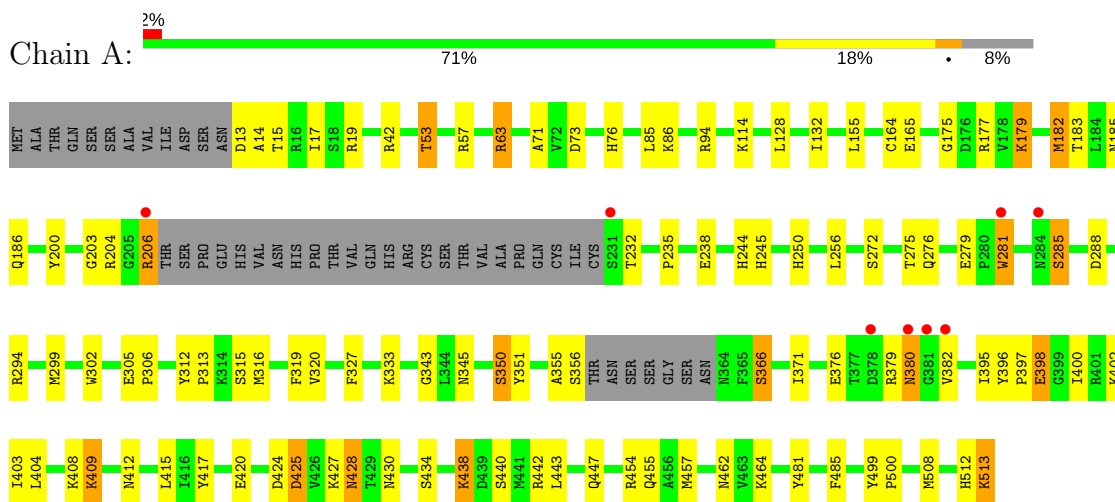 2%
Chain A:
71% 18% • 8%
MET ALA THR GLN SER SER ALA VAL ILE ASP SER ASN D13 A14 T15 R16 I17 S18 R19 R42 T53 R57 R63 A71 V72 D73 H76 L85 K86 R94 K114 L128 I132 L155 C164 E165 G175 D176 R177 V178 K179 M182 T183 L184 N185
Q186 Y200 G203 R204 G205 R206 THR SER PRO GLU HIS VAL ASN HIS PRO THR VAL GLN HIS ARG CYS SER THR VAL ALA PRO GLN CYS ILE CYS S231 T232 P235 E238 H244 H245 H250 L256 S272 T275 Q276 E279 P280 W281 N284 S285 D288
R294 M299 W302 E305 P306 Y312 P313 K314 S315 M316 F319 V320 F327 K333 G343 L344 N345 S350 Y351 A355 S356 THR ASN SER SER GLY SER ASN N364 F365 S366 I371 E376 T377 D378 R379 N380 G381 V382 I395 Y396 P397 E398 G399 I400 R401 K402
I403 L404 K408 K409 N412 L415 I416 Y417 E420 D424 D425 V426 K427 N428 T429 N430 S434 K438 D439 S440 M441 R442 L443 Q447 R454 Q455 A456 M457 N462 V463 K464 Y481 F485 Y499 P500 M508 H512 K513